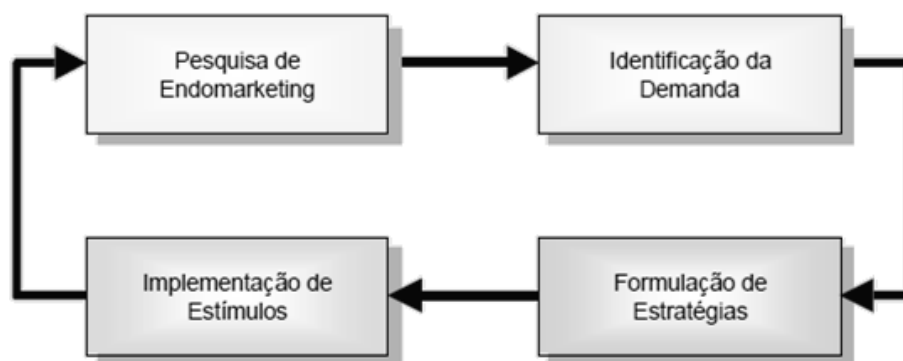 Pesquisa de
Endomarketing
Identificação da
Demanda
Implementação de
Estímulos
Formulação de
Estratégias